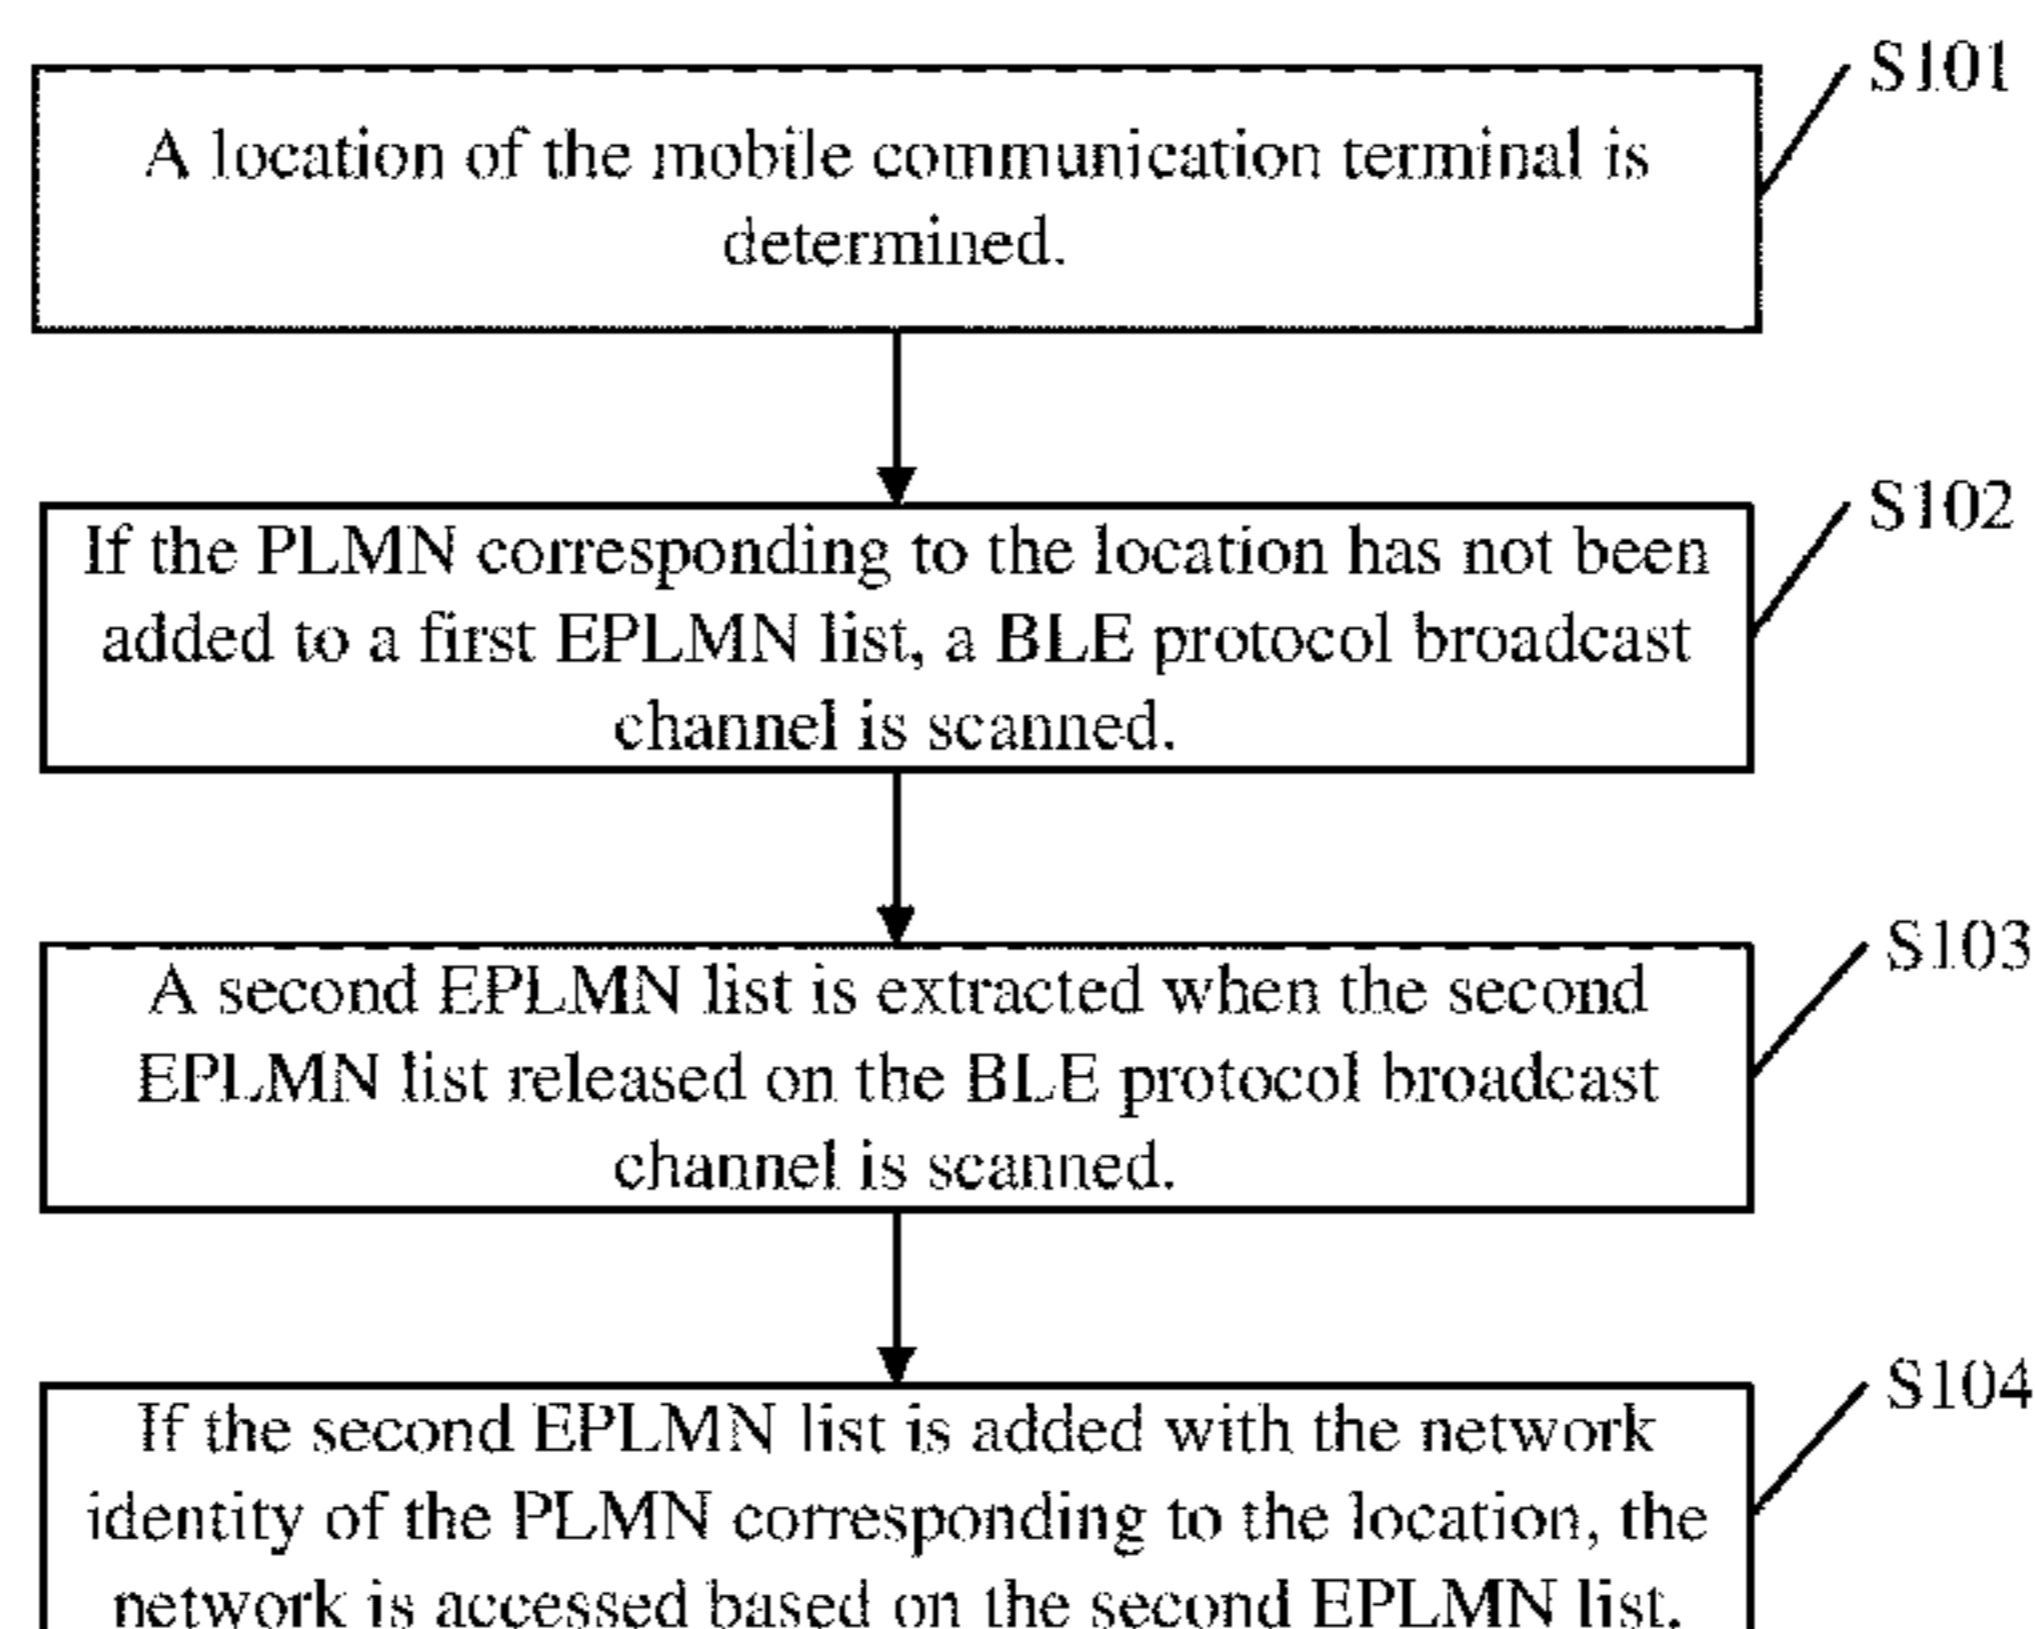 S101
A location of the mobile communication terminal is
determined.
S102
If the PLMN corresponding to the location has not been
added to a first EPLMN list, a BLE protocol broadcast
channel is scanned.
S103
A second EPLMN list is extracted when the second
EPLMN list released on the BLE protocol broadcast
channel is scanned.
S104
If the second EPLMN list is added with the network
identity of the PLMN corresponding to the location, the
network is accessed based on the second EPLMN list.